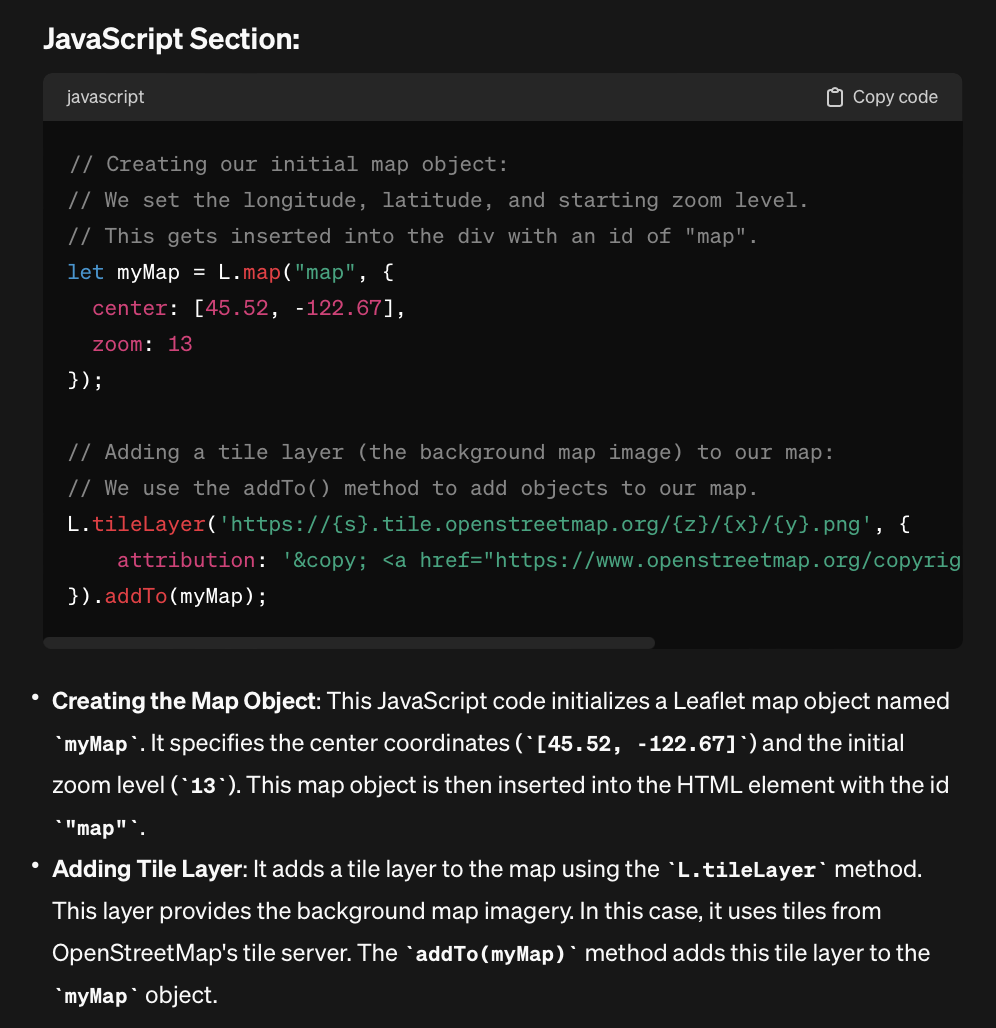 JavaScript Section:
javascript
Copy code
// Creating our initial map object:
// We set the longitude, latitude, and starting zoom level.
// This gets inserted into the div with an id of "map".
let myMap = L.map("map", {
  center: [45.52, -122.67],
  zoom: 13
});
// Adding a tile layer (the background map image) to our map:
// We use the addTo() method to add objects to our map.
L.tileLayer('https://{s}.tile.openstreetmap.org/{z}/{x}/{y}.png', {
    attribution: '&copy; <a href="https://www.openstreetmap.org/copyrig
}).addTo(myMap);
• Creating the Map Object: This JavaScript code initializes a Leaflet map object named
`myMap`. It specifies the center coordinates (`[45.52, -122.67]`) and the initial
zoom level (`13`). This map object is then inserted into the HTML element with the id
`"map"`.
• Adding Tile Layer: It adds a tile layer to the map using the `L.tileLayer` method.
This layer provides the background map imagery. In this case, it uses tiles from
OpenStreetMap's tile server. The `addTo(myMap)` method adds this tile layer to the
`myMap` object.